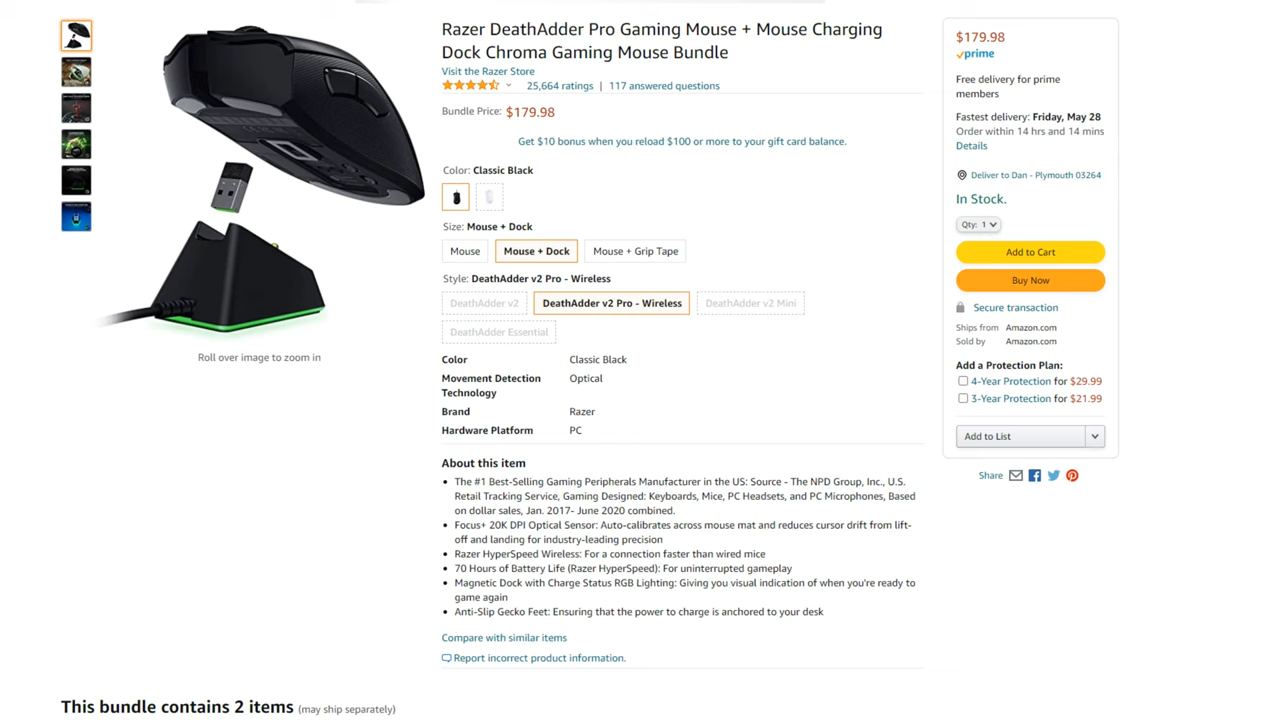 Razer DeathAdder Pro Gaming Mouse + Mouse Charging
Dock Chroma Gaming Mouse Bundle
Visit the Razer Store
25,664 ratings | 117 answered questions
Bundle Price: $179.98
Get $10 bonus when you reload $100 or more to your gift card balance.
Color: Classic Black
Size: Mouse + Dock
Mouse
Mouse + Dock
Mouse + Grip Tape
Style: DeathAdder v2 Pro - Wireless
DeathAdder v2
DeathAdder v2 Pro - Wireless
DeathAdder v2 Mini
DeathAdder Essential
Roll over image to zoom in
Color Classic Black
Movement Detection Optical
Technology
Brand Razer
Hardware Platform PC
About this item
• The #1 Best-Selling Gaming Peripherals Manufacturer in the US: Source - The NPD Group, Inc., U.S.
Retail Tracking Service, Gaming Designed: Keyboards, Mice, PC Headsets, and PC Microphones, Based
on dollar sales, Jan. 2017- June 2020 combined.
• Focus+ 20K DPI Optical Sensor: Auto-calibrates across mouse mat and reduces cursor drift from lift-
off and landing for industry-leading precision
• Razer HyperSpeed Wireless: For a connection faster than wired mice
• 70 Hours of Battery Life (Razer HyperSpeed): For uninterrupted gameplay
• Magnetic Dock with Charge Status RGB Lighting: Giving you visual indication of when you're ready to
game again
• Anti-Slip Gecko Feet: Ensuring that the power to charge is anchored to your desk
Compare with similar items
Report incorrect product information.
$179.98
prime
Free delivery for prime
members
Fastest delivery: Friday, May 28
Order within 14 hrs and 14 mins
Details
Deliver to Dan - Plymouth 03264
In Stock.
Qty: 1
Add to Cart
Buy Now
Secure transaction
Ships from Amazon.com
Sold by Amazon.com
Add a Protection Plan:
4-Year Protection for $29.99
3-Year Protection for $21.99
Add to List
Share
This bundle contains 2 items (may ship separately)